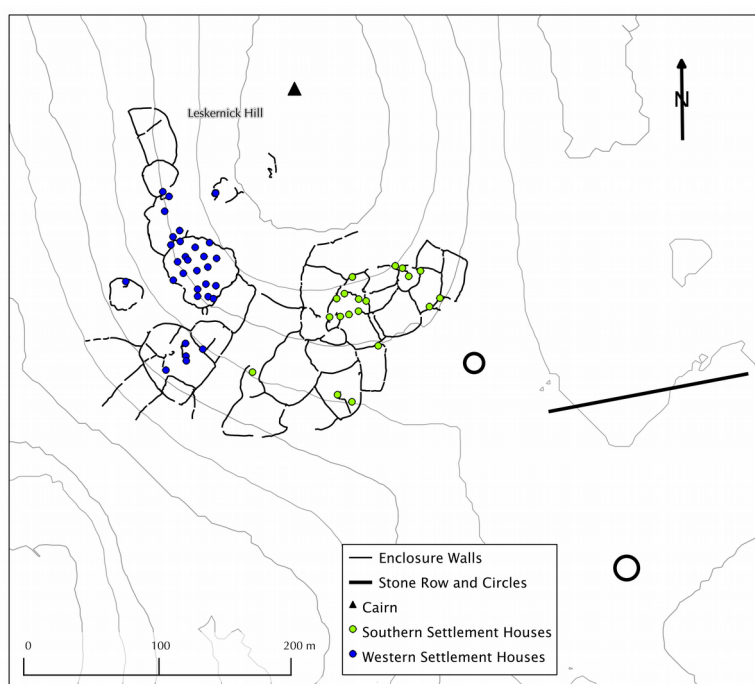 N
Leskernick Hill
Enclosure Walls
Stone Row and Circles
Cairn
Southern Settlement Houses
Western Settlement Houses
0 100 200 m